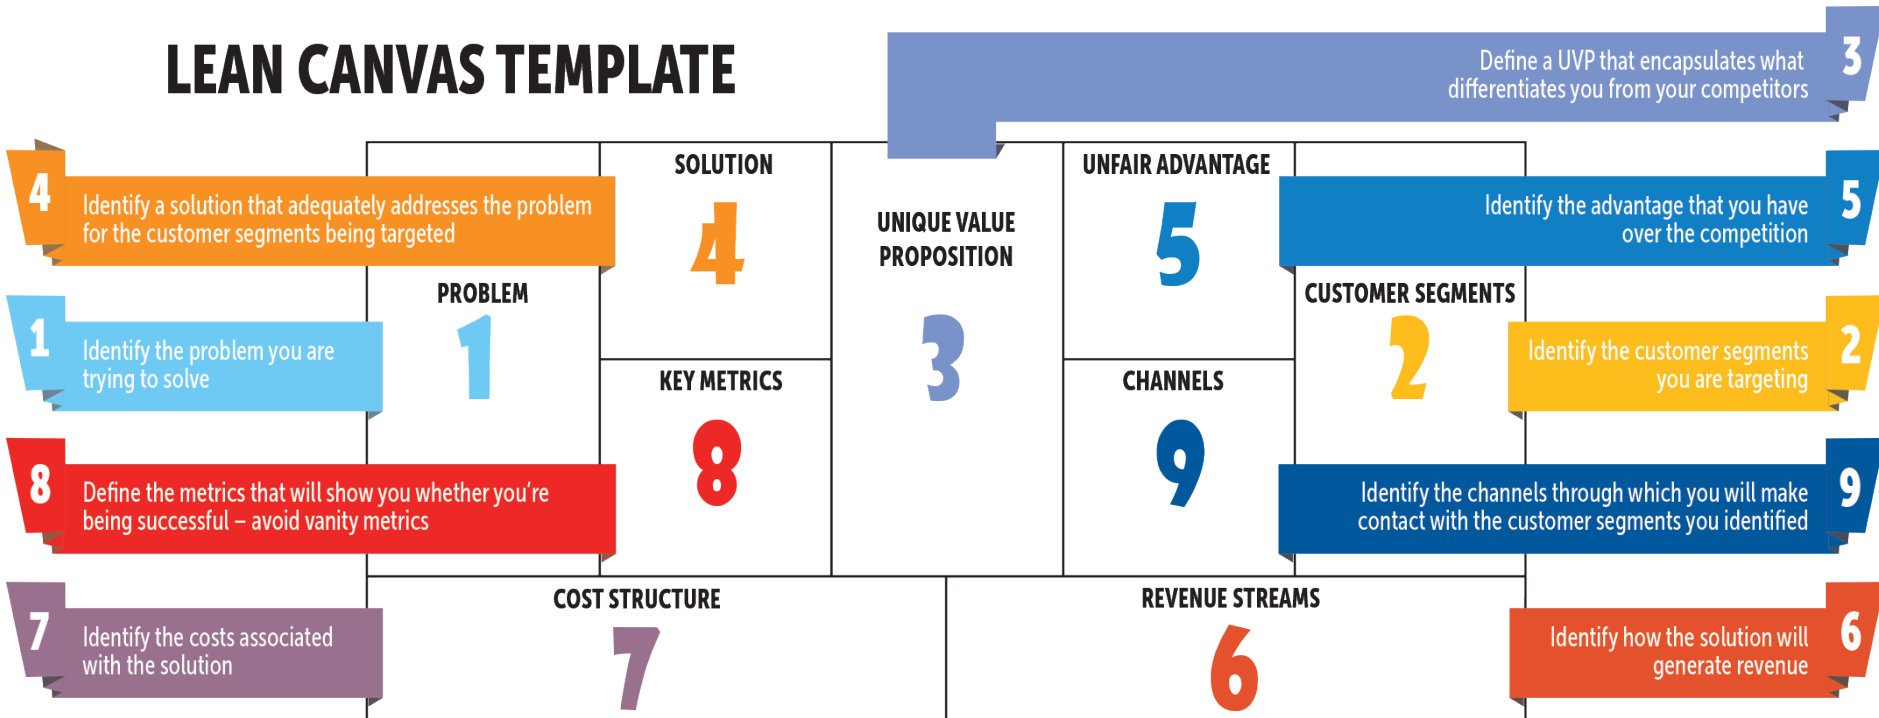 LEAN CANVAS TEMPLATE
3
Define a UVP that encapsulates what
differentiates you from your competitors
4
Identify a solution that adequately addresses the problem
for the customer segments being targeted
SOLUTION
4
UNIQUE VALUE
PROPOSITION
3
UNFAIR ADVANTAGE
5
5
Identify the advantage that you have
over the competition
1
Identify the problem you are
trying to solve
PROBLEM
1
CUSTOMER SEGMENTS
2
2
Identify the customer segments
you are targeting
8
Define the metrics that will show you whether you’re
being successful – avoid vanity metrics
KEY METRICS
8
CHANNELS
9
9
Identify the channels through which you will make
contact with the customer segments you identified
7
Identify the costs associated
with the solution
COST STRUCTURE
7
REVENUE STREAMS
6
6
Identify how the solution will
generate revenue